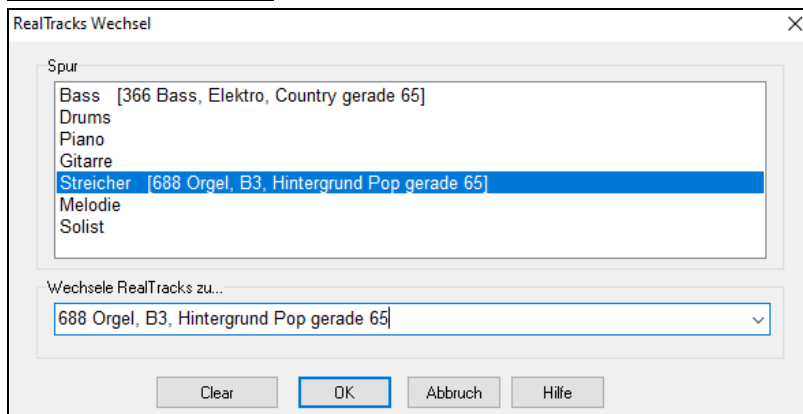 RealTracks Wechsel
Spur
Bass [366 Bass, Elektro, Country gerade 65]
Drums
Piano
Gitarre
Streicher [688 Orgel, B3, Hintergrund Pop gerade 65]
Melodie
Solist
Wechsele RealTracks zu...
688 Orgel, B3, Hintergrund Pop gerade 65
Clear OK Abbruch Hilfe